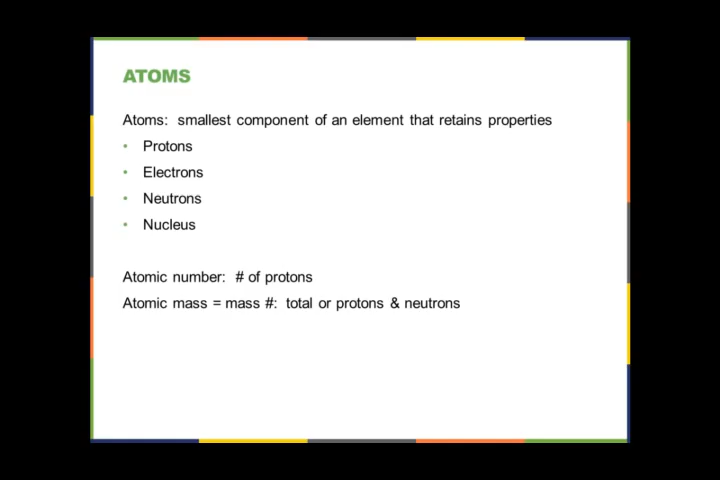 ATOMS
Atoms: smallest component of an element that retains properties
• Protons
• Electrons
• Neutrons
• Nucleus
Atomic number: # of protons
Atomic mass = mass #: total or protons & neutrons